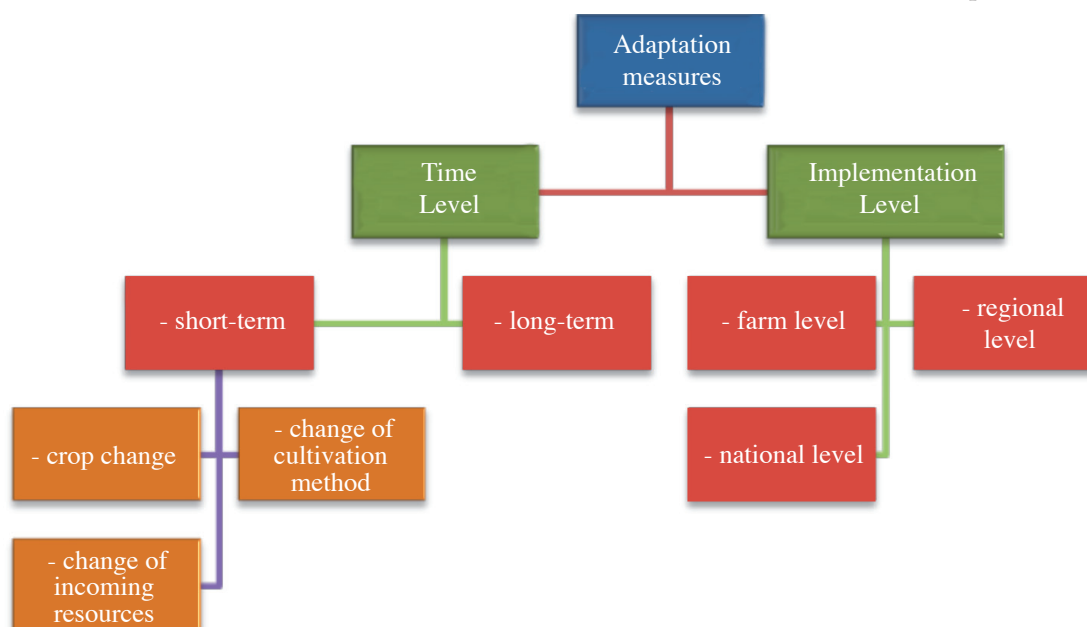 Adaptation
measures
Time
Level
Implementation
Level
- short-term
- long-term
- farm level
- regional
level
- crop change
- change of
cultivation
method
- national level
- change of
incoming
resources